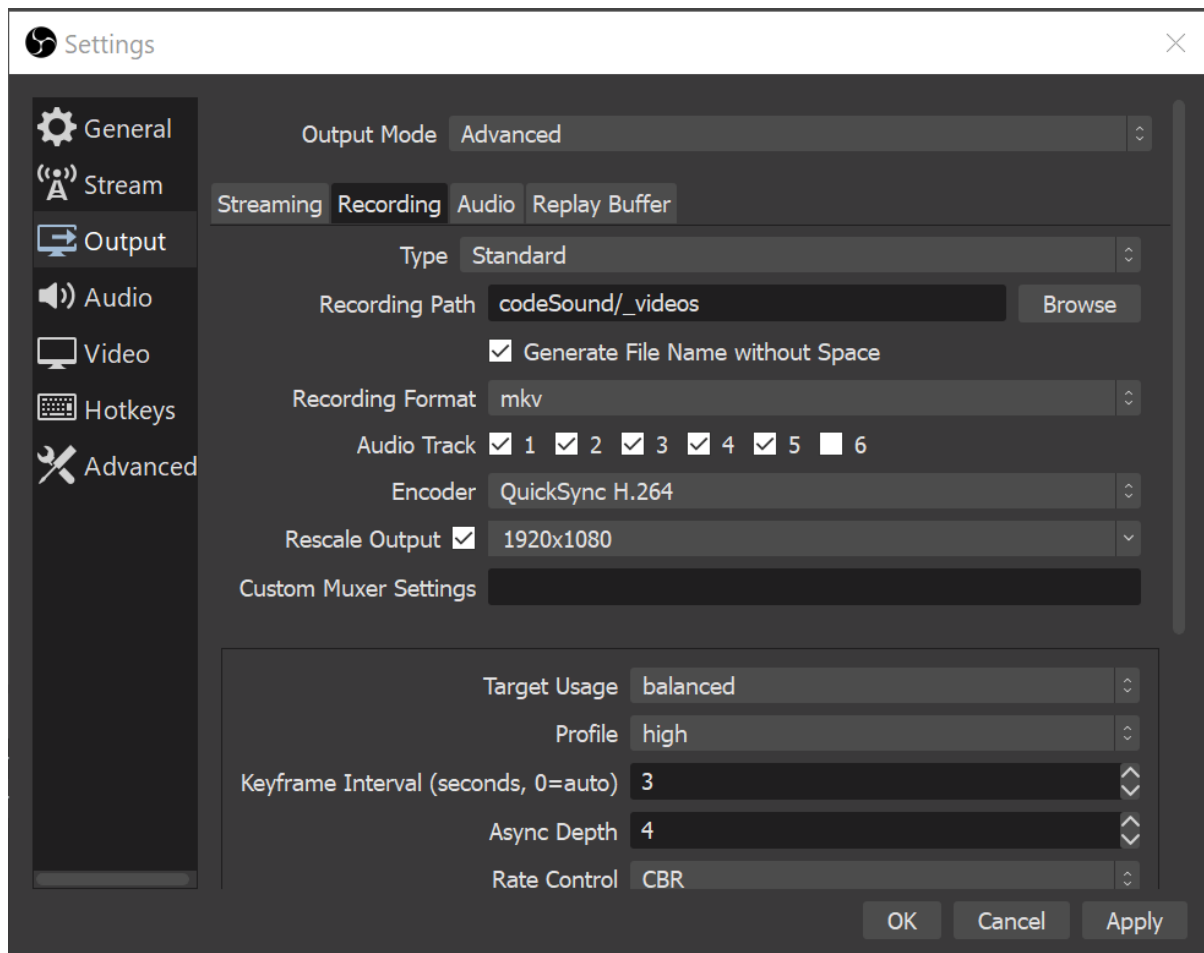 Settings
General
Stream
Output
Audio
Video
Hotkeys
Advanced
Output Mode Advanced
Streaming Recording Audio Replay Buffer
Type Standard
Recording Path codeSound/_videos Browse
Generate File Name without Space
Recording Format mkv
Audio Track 1 2 3 4 5 6
Encoder QuickSync H.264
Rescale Output 1920x1080
Custom Muxer Settings
Target Usage balanced
Profile high
Keyframe Interval (seconds, 0=auto) 3
Async Depth 4
Rate Control CBR
OK Cancel Apply